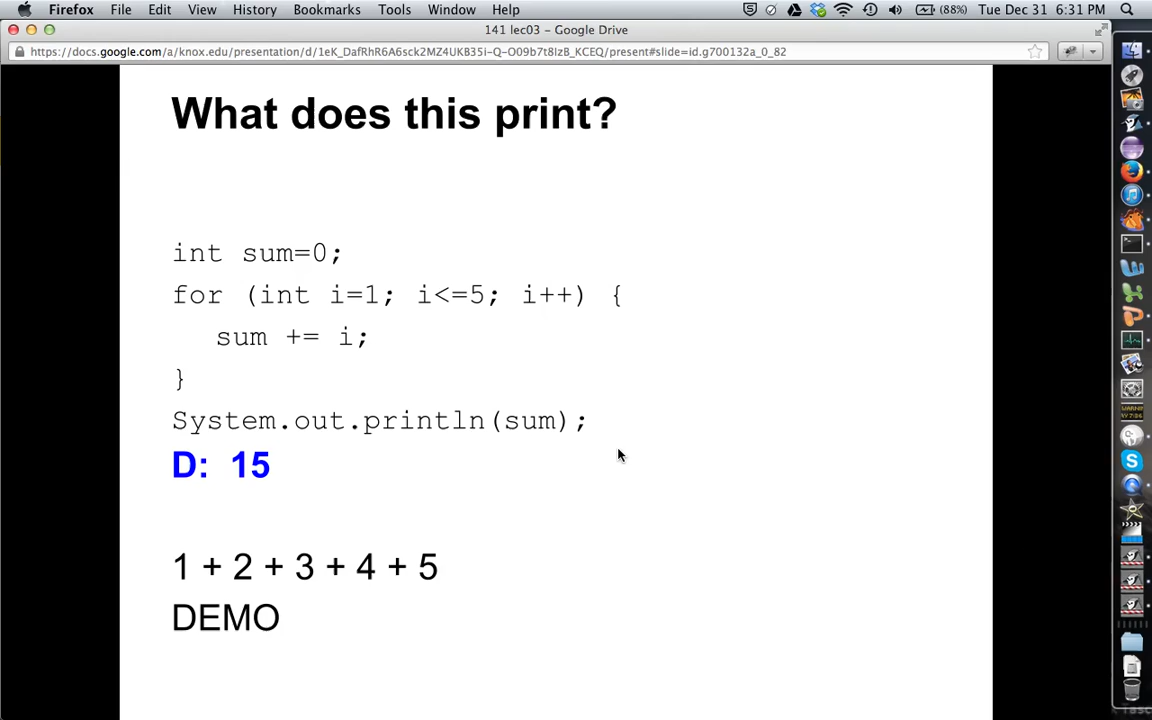 Firefox File Edit View History Bookmarks Tools Window Help (88%) Tue Dec 31 6:31 PM
141 lec03 – Google Drive
https://docs.google.com/a/knox.edu/presentation/d/1eK_DafRhR6A6sck2MZ4UKB35i-Q-O09b7t8lzB_KCEQ/present#slide=id.g700132a_0_82
What does this print?
int sum=0;
for (int i=1; i<=5; i++) {
sum += i;
}
System.out.println(sum);
D: 15
1 + 2 + 3 + 4 + 5
DEMO